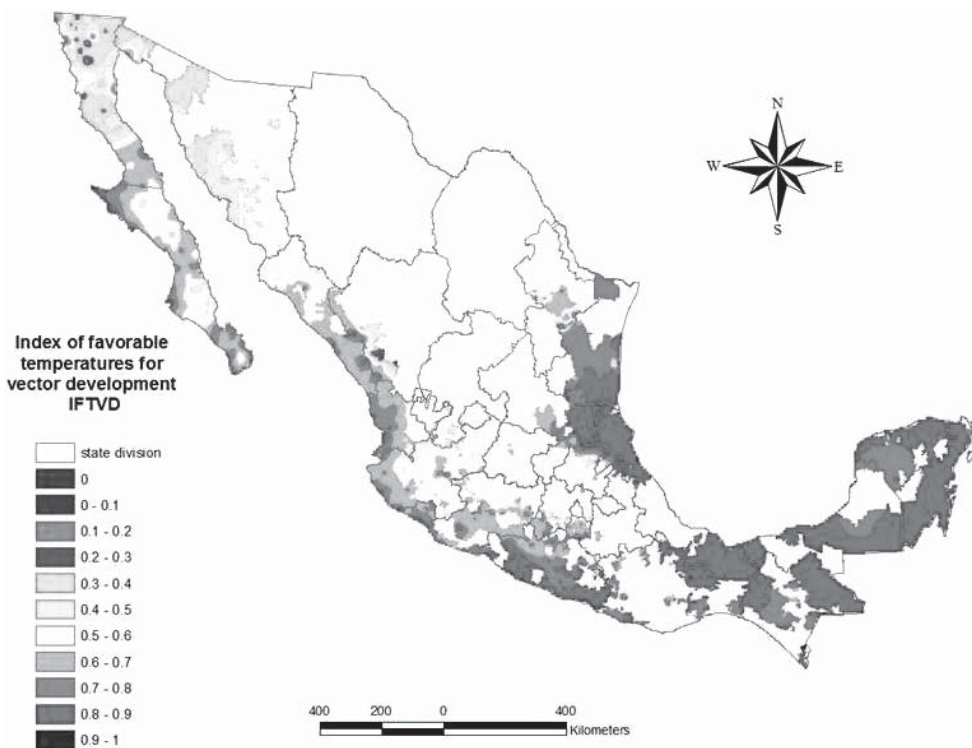 N
W E
S
Index of favorable
temperatures for
vector development
IFTVD
state division
0
0 - 0.1
0.1 - 0.2
0.2 - 0.3
0.3 - 0.4
0.4 - 0.5
0.5 - 0.6
0.6 - 0.7
0.7 - 0.8
0.8 - 0.9
0.9 - 1
400 200 0 400
Kilometers